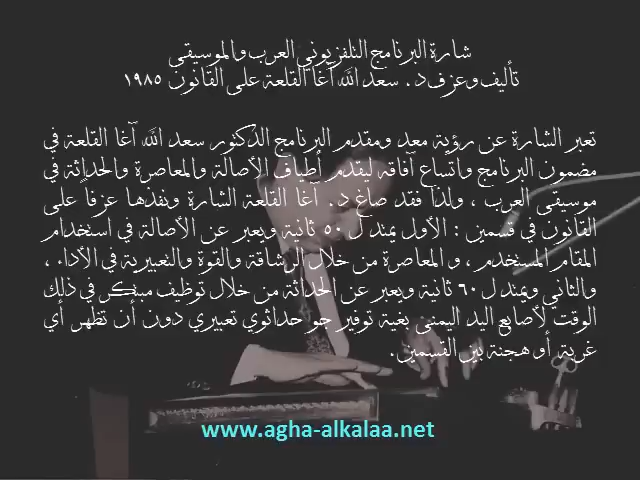 شارة البرنامج التلفزيوني العرب والموسيقى
تأليف وعزف د. سعد الله آغا القلعة على القانون ١٩٨٥
تعبر الشارة عن رؤية معد ومقدم البرنامج الدكتور سعد الله آغا القلعة في
مضمون البرنامج واتساع آفاقه ليقدم أطياف الأصالة والمعاصرة والحداثة في
موسيقى العرب ، ولذا فقد صاغ د. آغا القلعة الشارة ونفذها عزفاً على
القانون في قسمين : الأول يمتد ل ٥٠ ثانية ويعبر عن الأصالة في استخدام
المقام المستخدم ، و المعاصرة من خلال الرشاقة والقوة والتعبيرية في الأداء ،
والثاني ويمتد ل ٦٠ ثانية ويعبر عن الحداثة من خلال توظيف مبتكر في ذلك
الوقت لأصابع اليد اليمنى بغية توفير جو حداثوي تعبيري دون أن تظهر أي
غربة أو هجنة بين القسمين.
www.agha-alkalaa.net